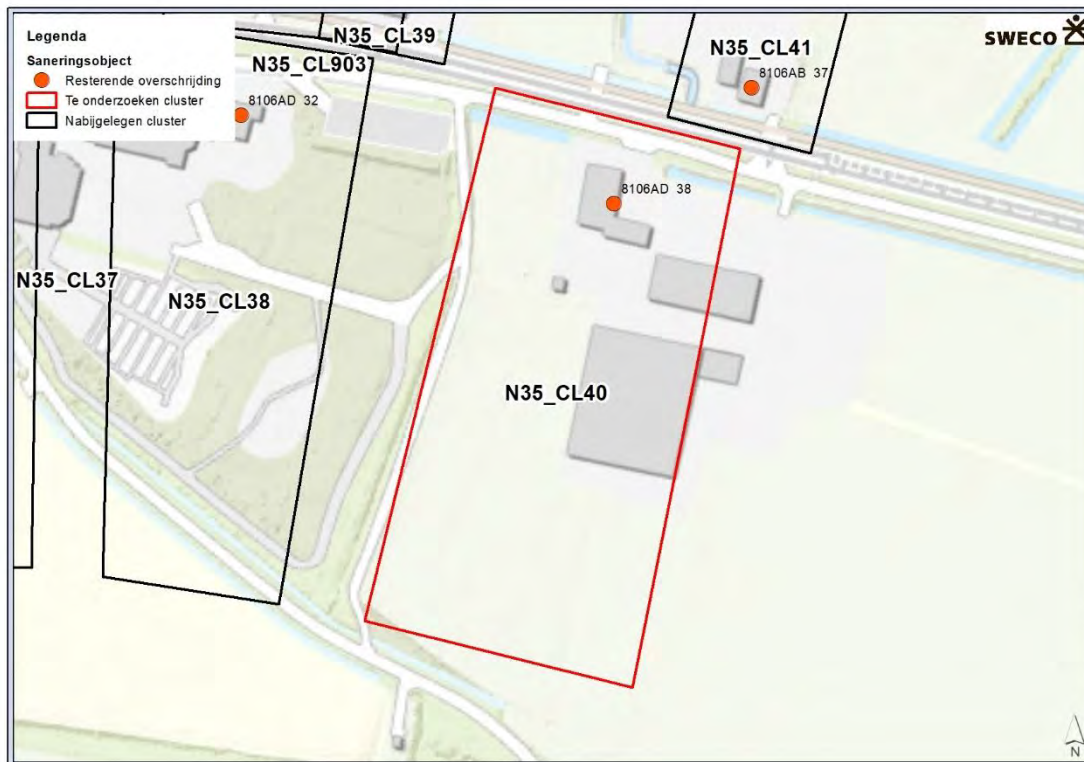 Legenda
Saneringsobject
Resterende overschrijding
Te onderzoeken cluster
Nabijgelegen cluster
SWECO
N35_CL39
N35_CL41
N35_CL903
8106AB 37
8106AD 32
8106AD 38
N35_CL37
N35_CL38
N35_CL40
N